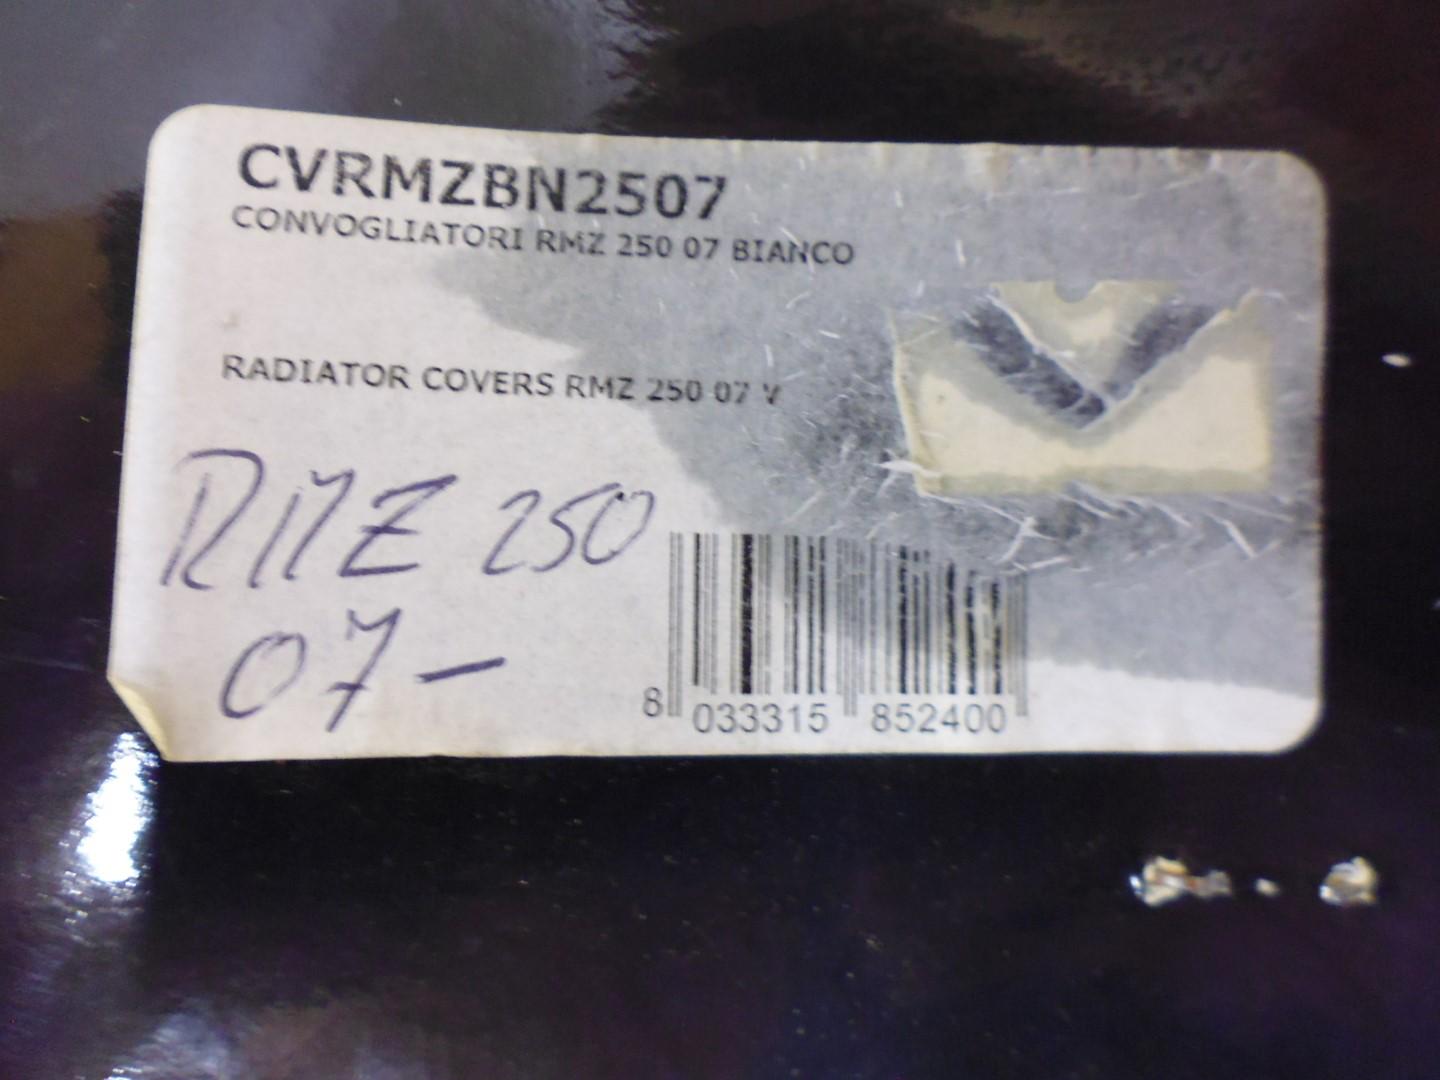 CVRMZBN2507
CONVOGLIATORI RMZ 250 07 BIANCO
RADIATOR COVERS RMZ 250 07 V
RMZ 250
07-
8 033315 852400